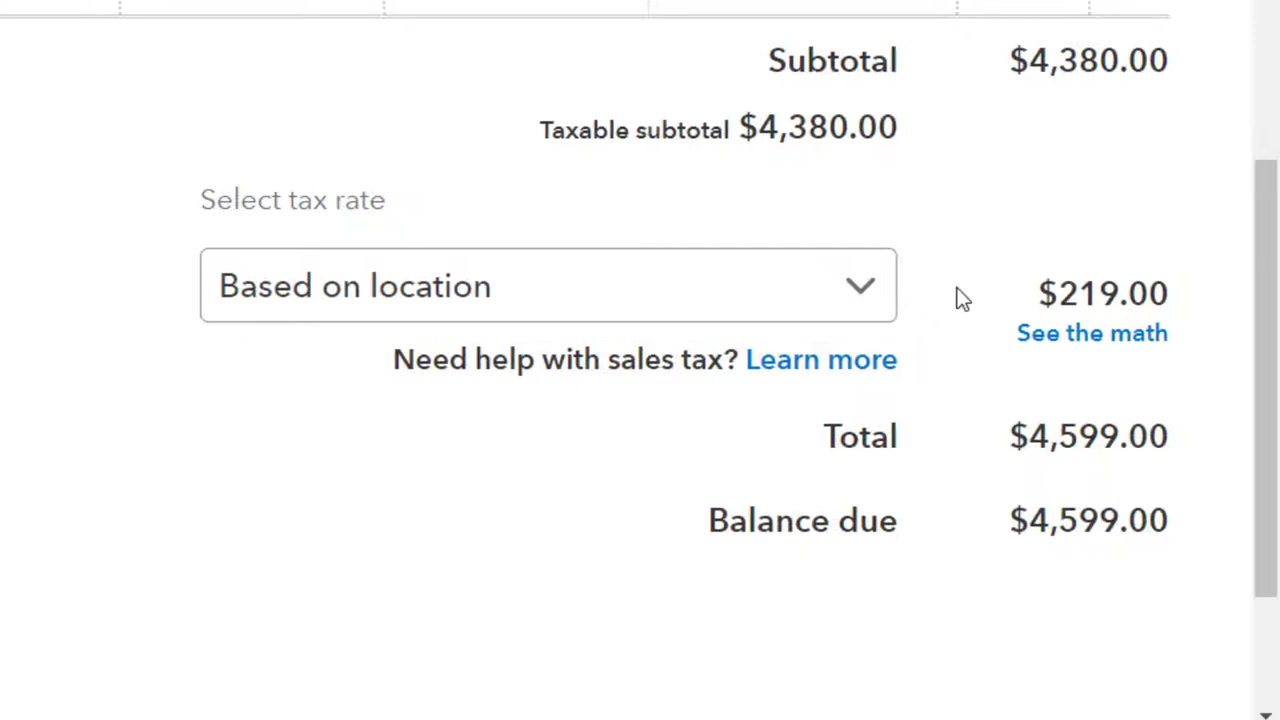 Subtotal $4,380.00
Taxable subtotal $4,380.00
Select tax rate
Based on location $219.00
See the math
Need help with sales tax? Learn more
Total $4,599.00
Balance due $4,599.00